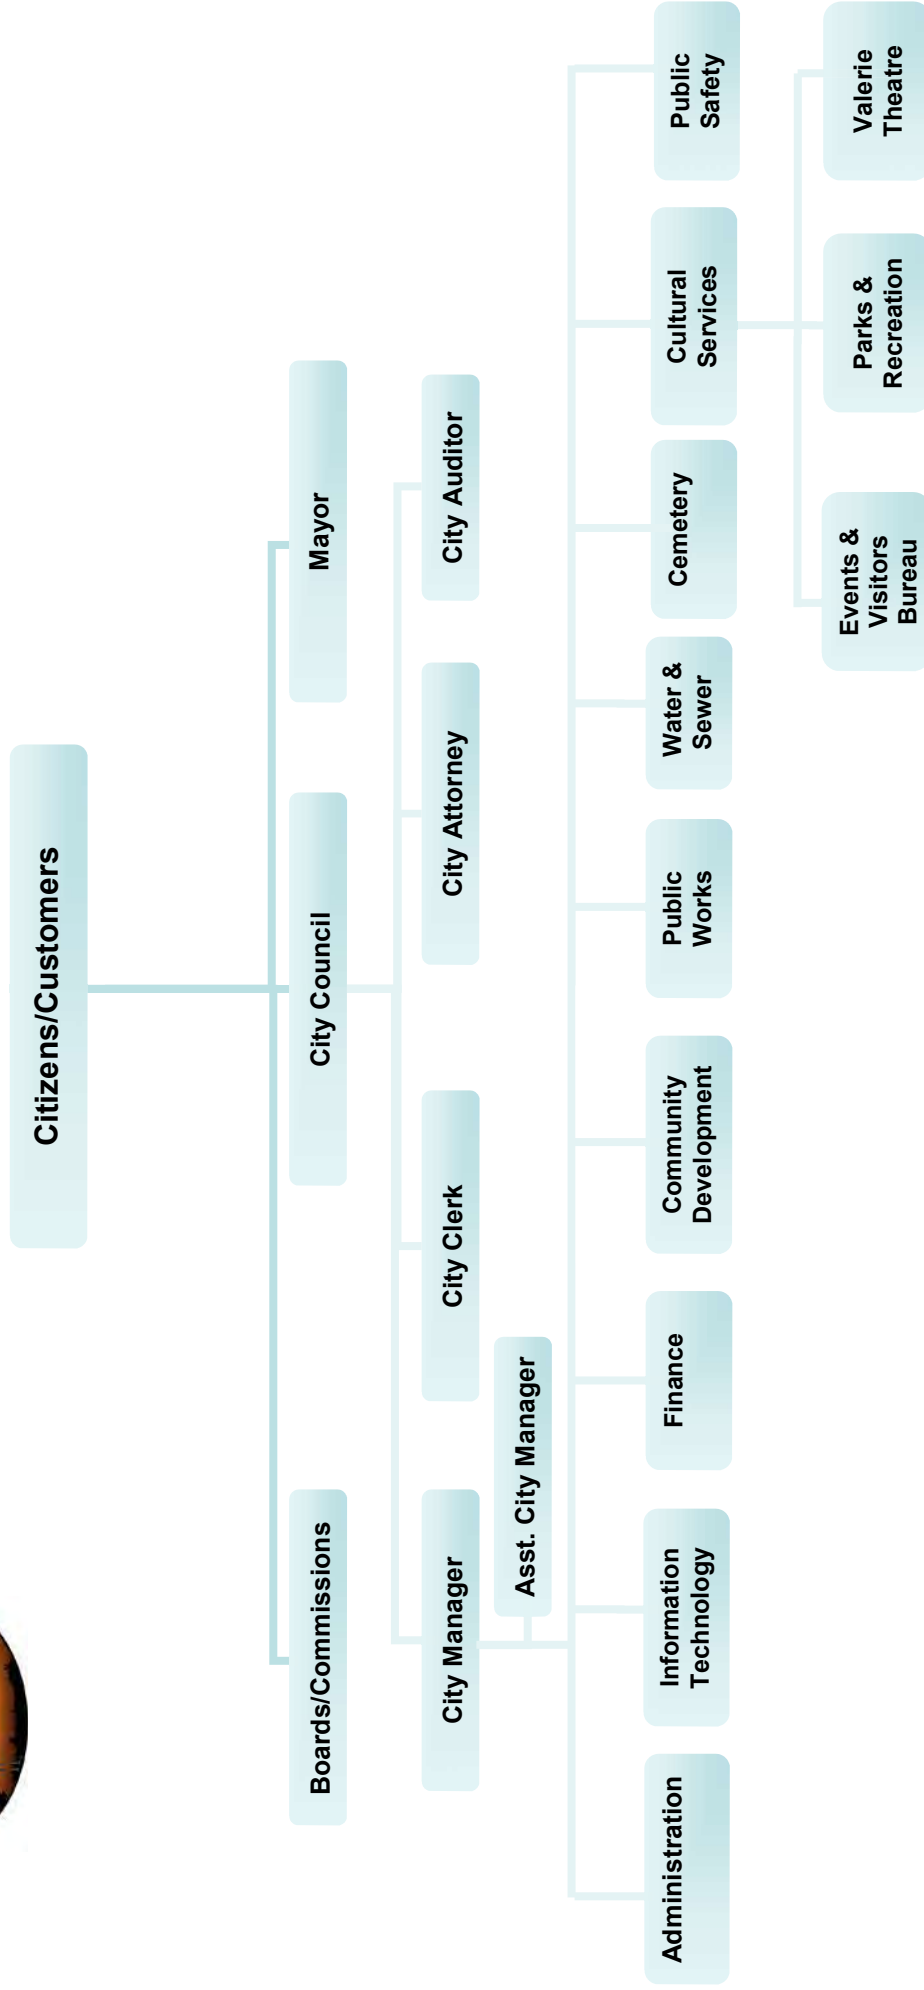 Citizens/Customers
Boards/Commissions
City Council
Mayor
City Manager
City Clerk
City Attorney
City Auditor
Asst. City Manager
Administration
Information
Technology
Finance
Community
Development
Public
Works
Water &
Sewer
Cemetery
Cultural
Services
Public
Safety
Events &
Visitors
Bureau
Parks &
Recreation
Valerie
Theatre